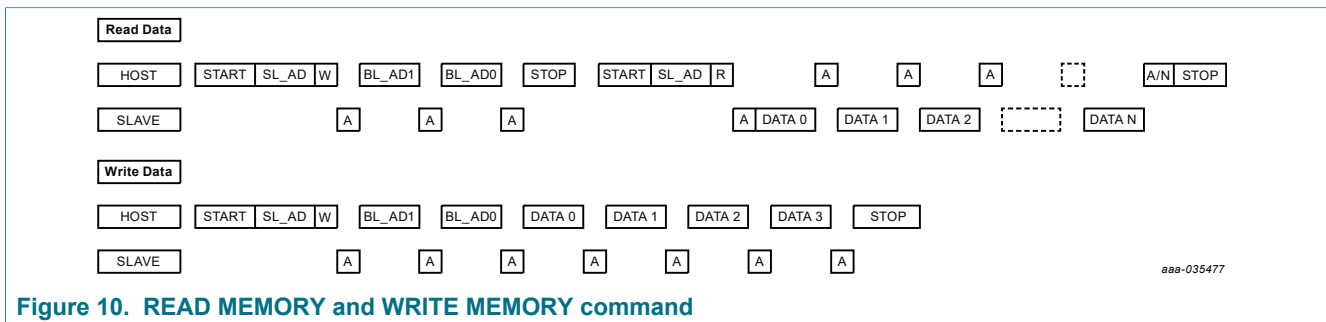 Read Data
HOST START SL_AD W BL_AD1 BL_AD0 STOP START SL_AD R A A A A/N STOP
SLAVE A A A A DATA 0 DATA 1 DATA 2 DATA N
Write Data
HOST START SL_AD W BL_AD1 BL_AD0 DATA 0 DATA 1 DATA 2 DATA 3 STOP
SLAVE A A A A A A A
aaa-035477
Figure 10. READ MEMORY and WRITE MEMORY command